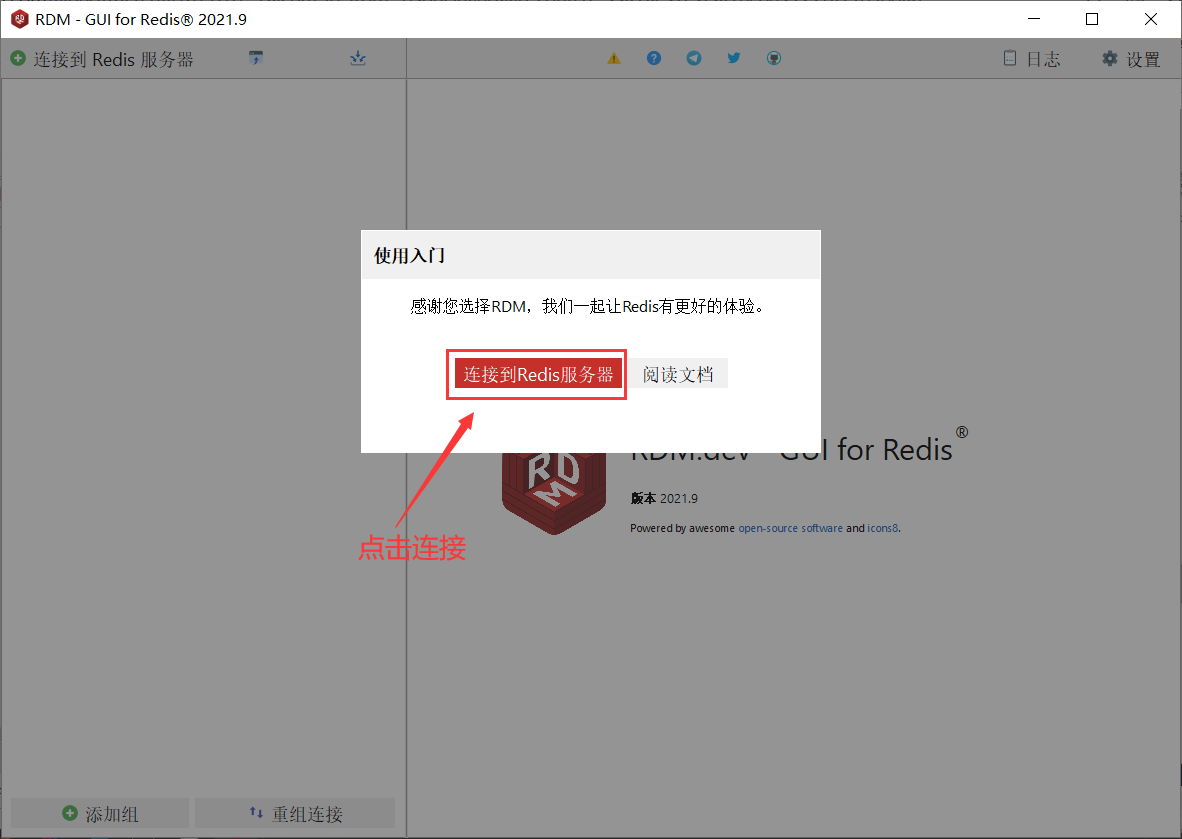 RDM - GUI for Redis® 2021.9
连接到 Redis 服务器
日志
设置
使用入门
感谢您选择RDM，我们一起让Redis有更好的体验。
连接到Redis服务器
阅读文档
RDM.dev - GUI for Redis®
RDM
版本 2021.9
Powered by awesome open-source software and icons8.
点击连接
添加组
重组连接